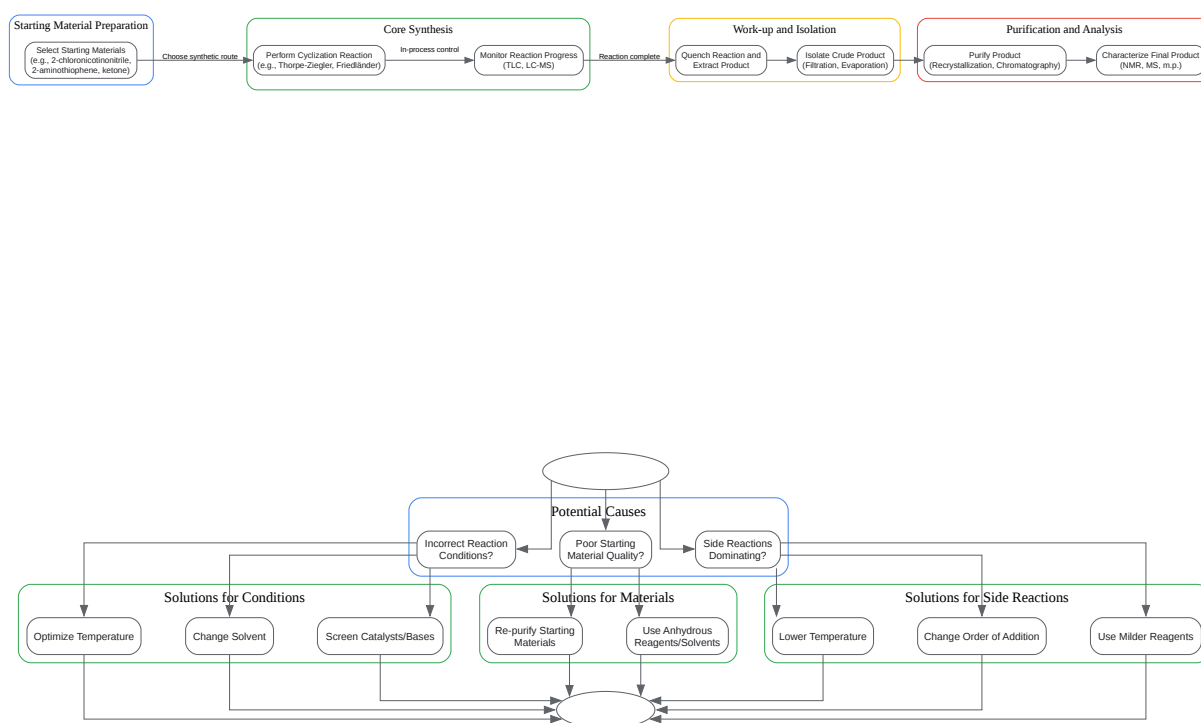 Starting Material Preparation
Select Starting Materials
(e.g., 2-chloronicotinonitrile,
2-aminothiophene, ketone)
Choose synthetic route
Core Synthesis
Perform Cyclization Reaction
(e.g., Thorpe-Ziegler, Friedländer)
In-process control
Monitor Reaction Progress
(TLC, LC-MS)
Reaction complete
Work-up and Isolation
Quench Reaction and
Extract Product
Isolate Crude Product
(Filtration, Evaporation)
Purification and Analysis
Purify Product
(Recrystallization, Chromatography)
Characterize Final Product
(NMR, MS, m.p.)
Potential Causes
Incorrect Reaction
Conditions?
Poor Starting
Material Quality?
Side Reactions
Dominating?
Solutions for Conditions
Optimize Temperature
Change Solvent
Screen Catalysts/Bases
Solutions for Materials
Re-purify Starting
Materials
Use Anhydrous
Reagents/Solvents
Solutions for Side Reactions
Lower Temperature
Change Order of Addition
Use Milder Reagents